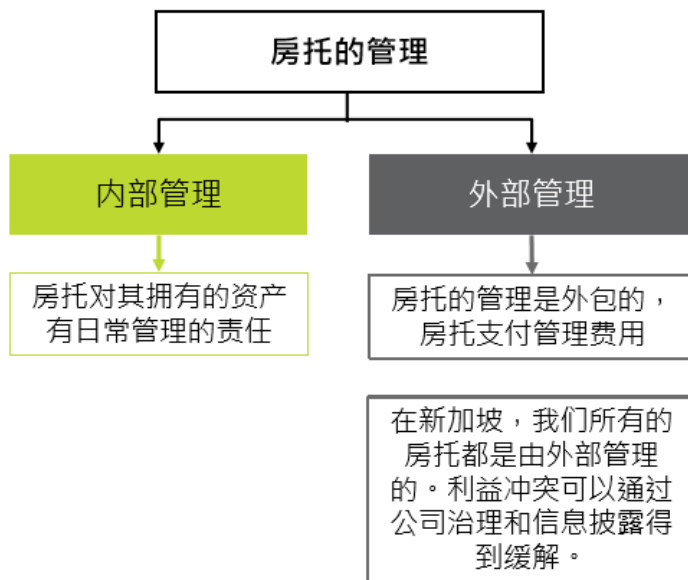 房托的管理
内部管理
外部管理
房托对其拥有的资产
有日常管理的责任
房托的管理是外包的，
房托支付管理费用
在新加坡，我们所有的
房托都是由外部管理
的。利益冲突可以通过
公司治理和信息披露得
到缓解。